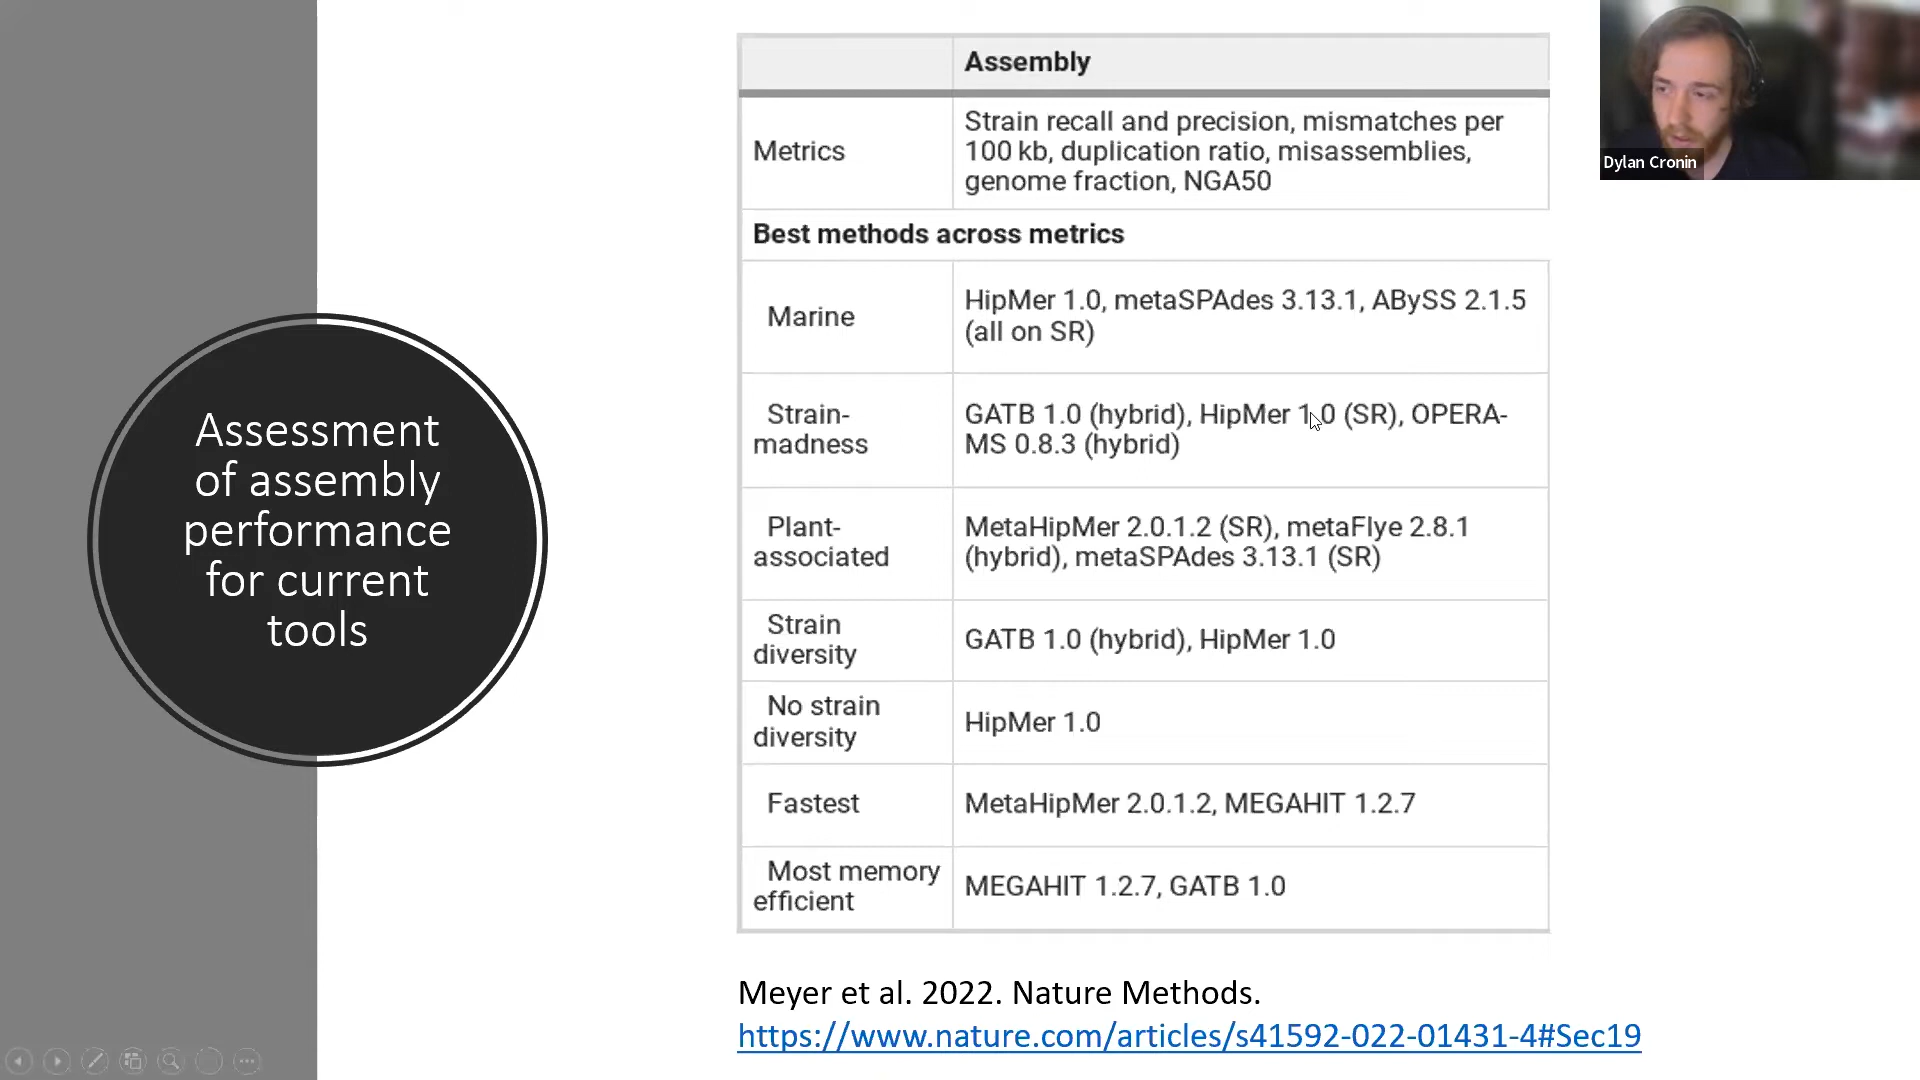 Assessment
of assembly
performance
for current
tools
Assembly
Metrics
Strain recall and precision, mismatches per
100 kb, duplication ratio, misassemblies,
genome fraction, NGA50
Best methods across metrics
Marine
HipMer 1.0, metaSPAdes 3.13.1, ABySS 2.1.5
(all on SR)
Strain-
madness
GATB 1.0 (hybrid), HipMer 1.0 (SR), OPERA-
MS 0.8.3 (hybrid)
Plant-
associated
MetaHipMer 2.0.1.2 (SR), metaFlye 2.8.1
(hybrid), metaSPAdes 3.13.1 (SR)
Strain
diversity
GATB 1.0 (hybrid), HipMer 1.0
No strain
diversity
HipMer 1.0
Fastest
MetaHipMer 2.0.1.2, MEGAHIT 1.2.7
Most memory
efficient
MEGAHIT 1.2.7, GATB 1.0
Meyer et al. 2022. Nature Methods.
https://www.nature.com/articles/s41592-022-01431-4#Sec19
Dylan Cronin